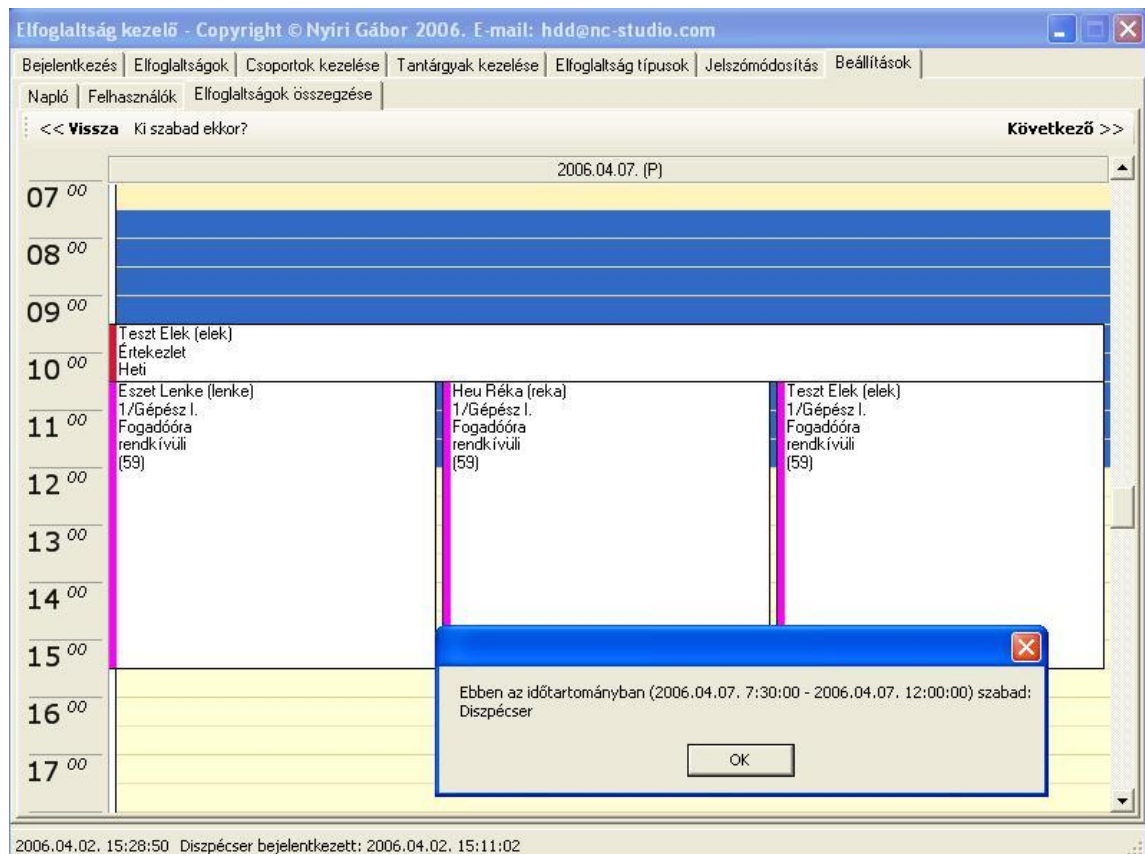 Elfoglaltság kezelő - Copyright © Nyíri Gábor 2006. E-mail: hdd@nc-studio.com
Bejelentkezés Elfoglaltságok Csoportok kezelése Tantárgyak kezelése Elfoglaltság típusok Jelszómódosítás Beállítások
Napló Felhasználók Elfoglaltságok összegzése
<< Vissza Ki szabad ekkor? Következő >>
2006.04.07. (P)
07 00
08 00
09 00
Teszt Elek (elek)
Értekezlet
10 00 Heti
Eszet Lenke (lenke) Heu Réka (reka) Teszt Elek (elek)
1/Gépész I. 1/Gépész I. 1/Gépész I.
11 00 Fogadóóra Fogadóóra Fogadóóra
rendkívüli rendkívüli rendkívüli
(59) (59) (59)
12 00
13 00
14 00
15 00
Ebben az időtartományban (2006.04.07. 7:30:00 - 2006.04.07. 12:00:00) szabad:
Diszpécser
16 00
OK
17 00
2006.04.02. 15:28:50 Diszpécser bejelentkezett: 2006.04.02. 15:11:02